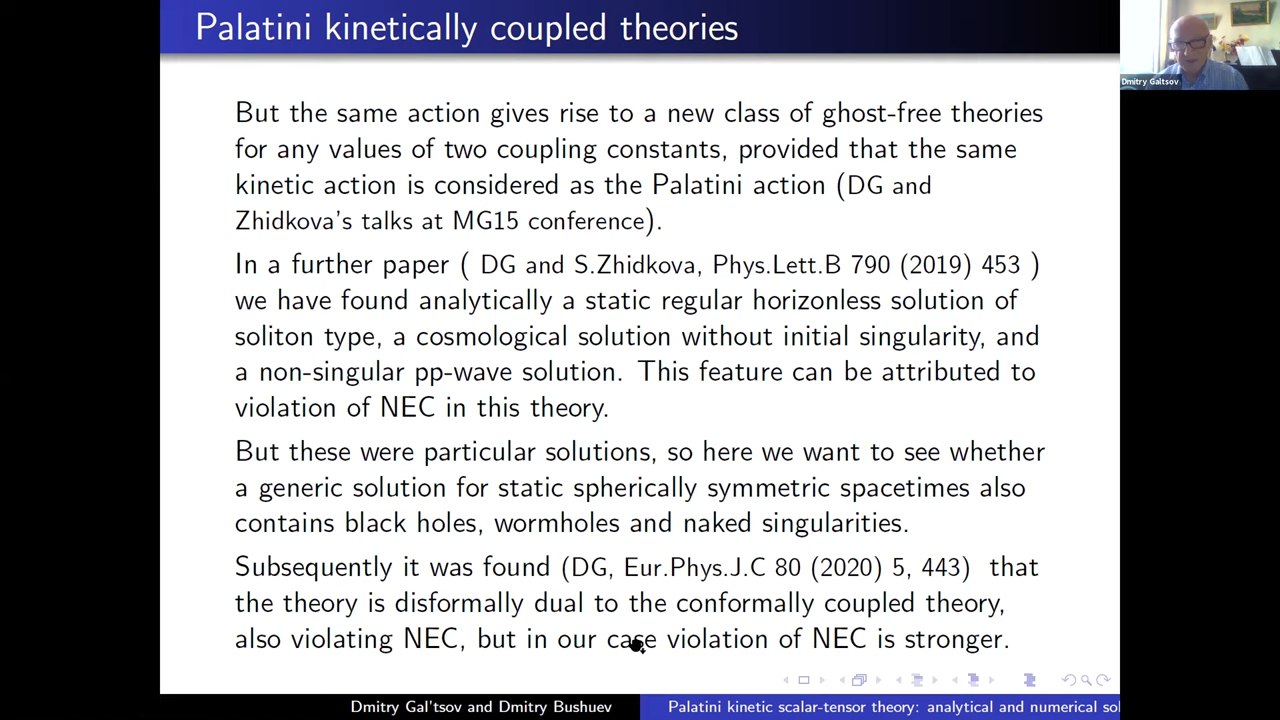 Palatini kinetically coupled theories
Dmitry Galtsov
But the same action gives rise to a new class of ghost-free theories
for any values of two coupling constants, provided that the same
kinetic action is considered as the Palatini action (DG and
Zhidkova's talks at MG15 conference).
In a further paper ( DG and S.Zhidkova, Phys.Lett.B 790 (2019) 453 )
we have found analytically a static regular horizonless solution of
soliton type, a cosmological solution without initial singularity, and
a non-singular pp-wave solution. This feature can be attributed to
violation of NEC in this theory.
But these were particular solutions, so here we want to see whether
a generic solution for static spherically symmetric spacetimes also
contains black holes, wormholes and naked singularities.
Subsequently it was found (DG, Eur.Phys.J.C 80 (2020) 5, 443) that
the theory is disformally dual to the conformally coupled theory,
also violating NEC, but in our case violation of NEC is stronger.
Dmitry Gal'tsov and Dmitry Bushuev
Palatini kinetic scalar-tensor theory: analytical and numerical sol